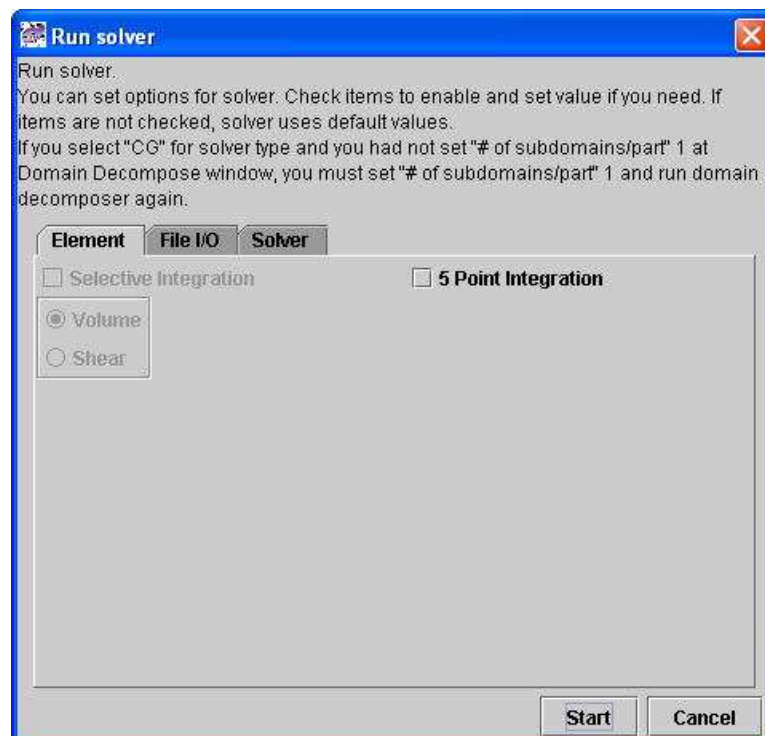 Run solver
Run solver.
You can set options for solver. Check items to enable and set value if you need. If
items are not checked, solver uses default values.
If you select "CG" for solver type and you had not set "# of subdomains/part" 1 at
Domain Decompose window, you must set "# of subdomains/part" 1 and run domain
decomposer again.
Element File I/O Solver
Selective Integration 5 Point Integration
Volume
Shear
Start Cancel